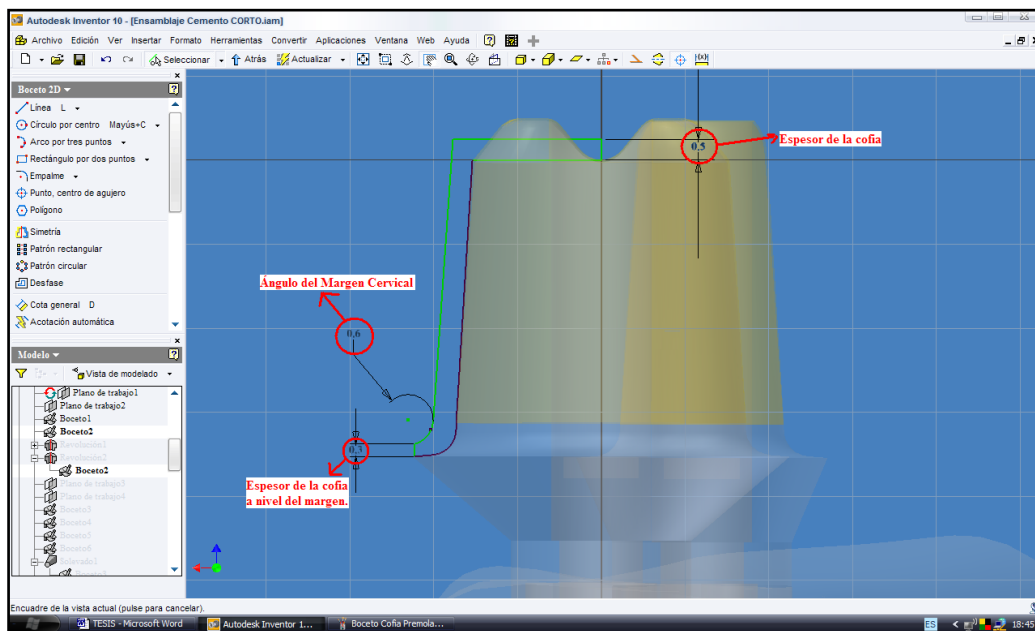 Autodesk Inventor 10 - [Ensamblaje Cemento CORTO.iam]
Archivo Edición Ver Insertar Formato Herramientas Convertir Aplicaciones Ventana Web Ayuda
Seleccionar Atrás Actualizar
Boceto 2D
Línea L
Círculo por centro Mayús+C
Arco por tres puntos
Rectángulo por dos puntos
Empalme
Punto, centro de agujero
Polígono
Simetría
Patrón rectangular
Patrón circular
Desfase
Cota general D
Acotación automática
Modelo
Vista de modelado
Plano de trabajo1
Plano de trabajo2
Boceto1
Boceto2
Revolución1
Revolución2
Boceto2
Plano de trabajo3
Plano de trabajo4
Boceto3
Boceto4
Boceto5
Boceto6
Solevado1
0,5
Espesor de la cofia
Ángulo del Margen Cervical
0,6
0,3
Espesor de la cofia
a nivel del margen.
Encuadre de la vista actual (pulse para cancelar).
TESIS - Microsoft Word
Autodesk Inventor 1...
Boceto Cofia Premola...
ES
18:45